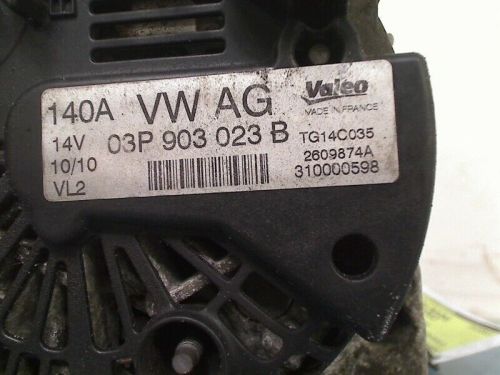 140A VW AG Valeo
MADE IN FRANCE
14V 03P 903 023 B TG14C035
10/10 2609874A
VL2 310000598